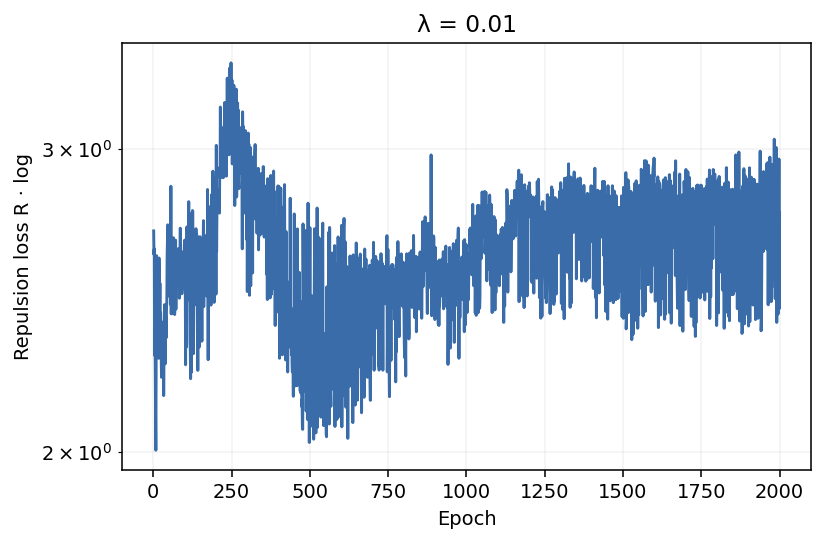 λ = 0.01
Repulsion loss R · log
3 × 10⁰
2 × 10⁰
0 250 500 750 1000 1250 1500 1750 2000
Epoch